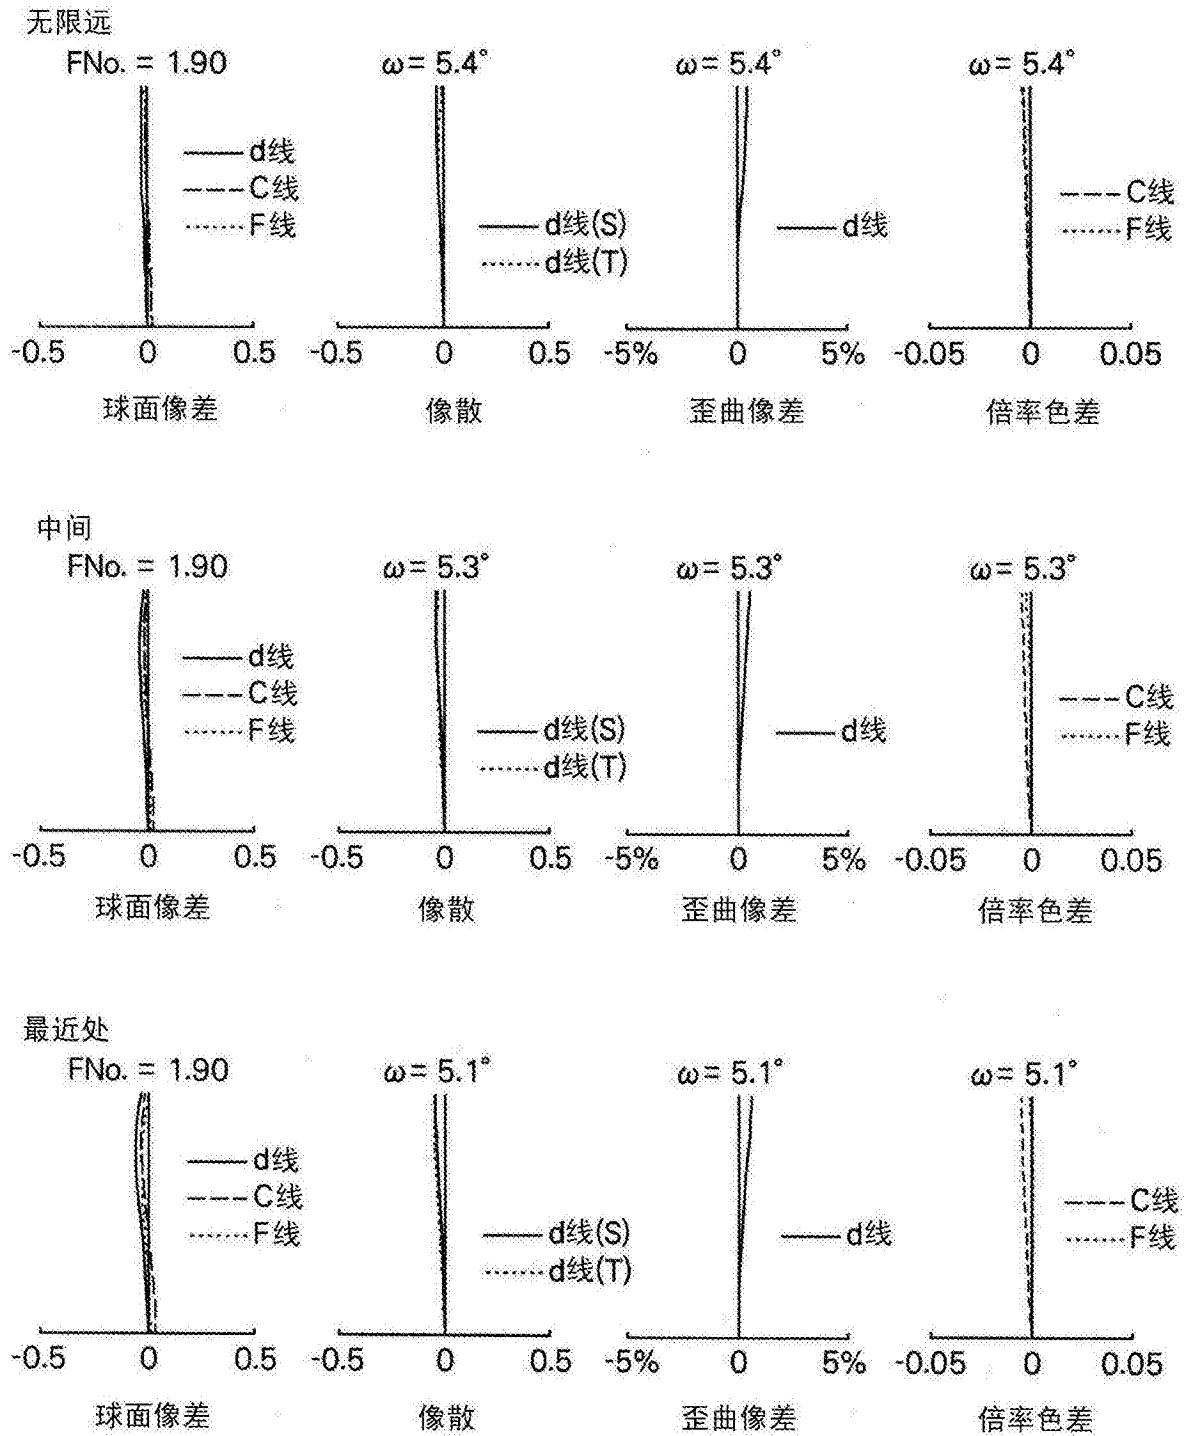 无限远
FNo. = 1.90 ω= 5.4° ω= 5.4° ω= 5.4°
d线
C线 C线
F线 d线(S) d线 F线
d线(T)
-0.5 0 0.5 -0.5 0 0.5 -5% 0 5% -0.05 0 0.05
球面像差 像散 歪曲像差 倍率色差
中间
FNo. = 1.90 ω= 5.3° ω= 5.3° ω= 5.3°
d线
C线 C线
F线 d线(S) d线 F线
d线(T)
-0.5 0 0.5 -0.5 0 0.5 -5% 0 5% -0.05 0 0.05
球面像差 像散 歪曲像差 倍率色差
最近处
FNo. = 1.90 ω= 5.1° ω= 5.1° ω= 5.1°
d线
C线 C线
F线 d线(S) d线 F线
d线(T)
-0.5 0 0.5 -0.5 0 0.5 -5% 0 5% -0.05 0 0.05
球面像差 像散 歪曲像差 倍率色差